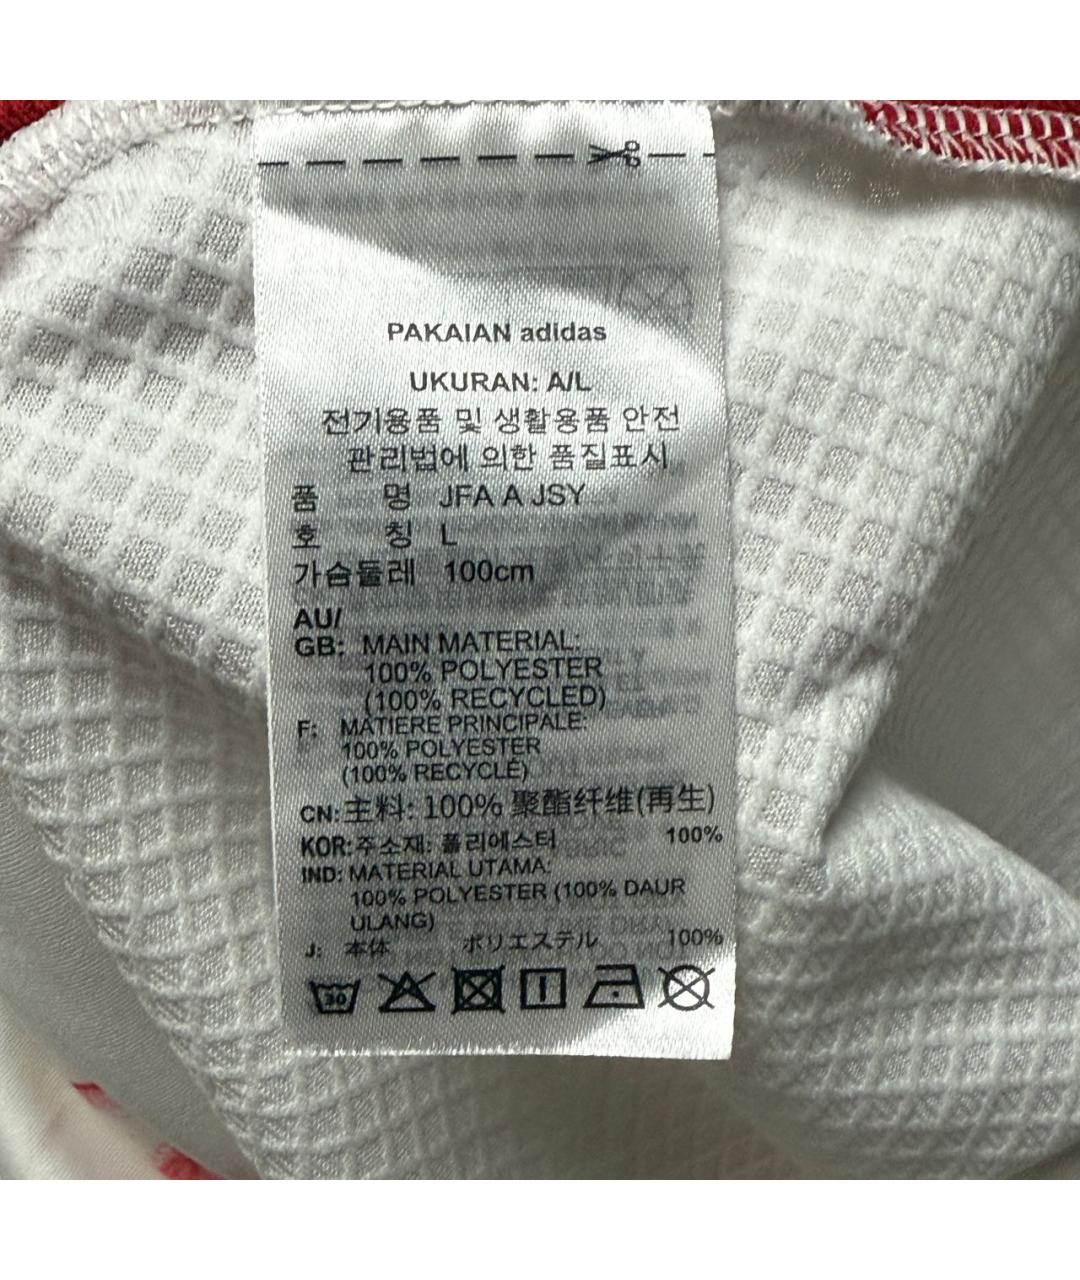 PAKAIAN adidas
UKURAN: A/L
전기용품 및 생활용품 안전
관리법에 의한 품질표시
품 명 JFA A JSY
호 칭 L
가슴둘레 100cm
AU/
GB: MAIN MATERIAL:
100% POLYESTER
(100% RECYCLED)
F: MATIERE PRINCIPALE:
100% POLYESTER
(100% RECYCLÉ)
CN: 主料: 100% 聚酯纤维(再生)
KOR: 주소재: 폴리에스터 100%
IND: MATERIAL UTAMA:
100% POLYESTER (100% DAUR
ULANG)
J: 本体 ポリエステル 100%
30